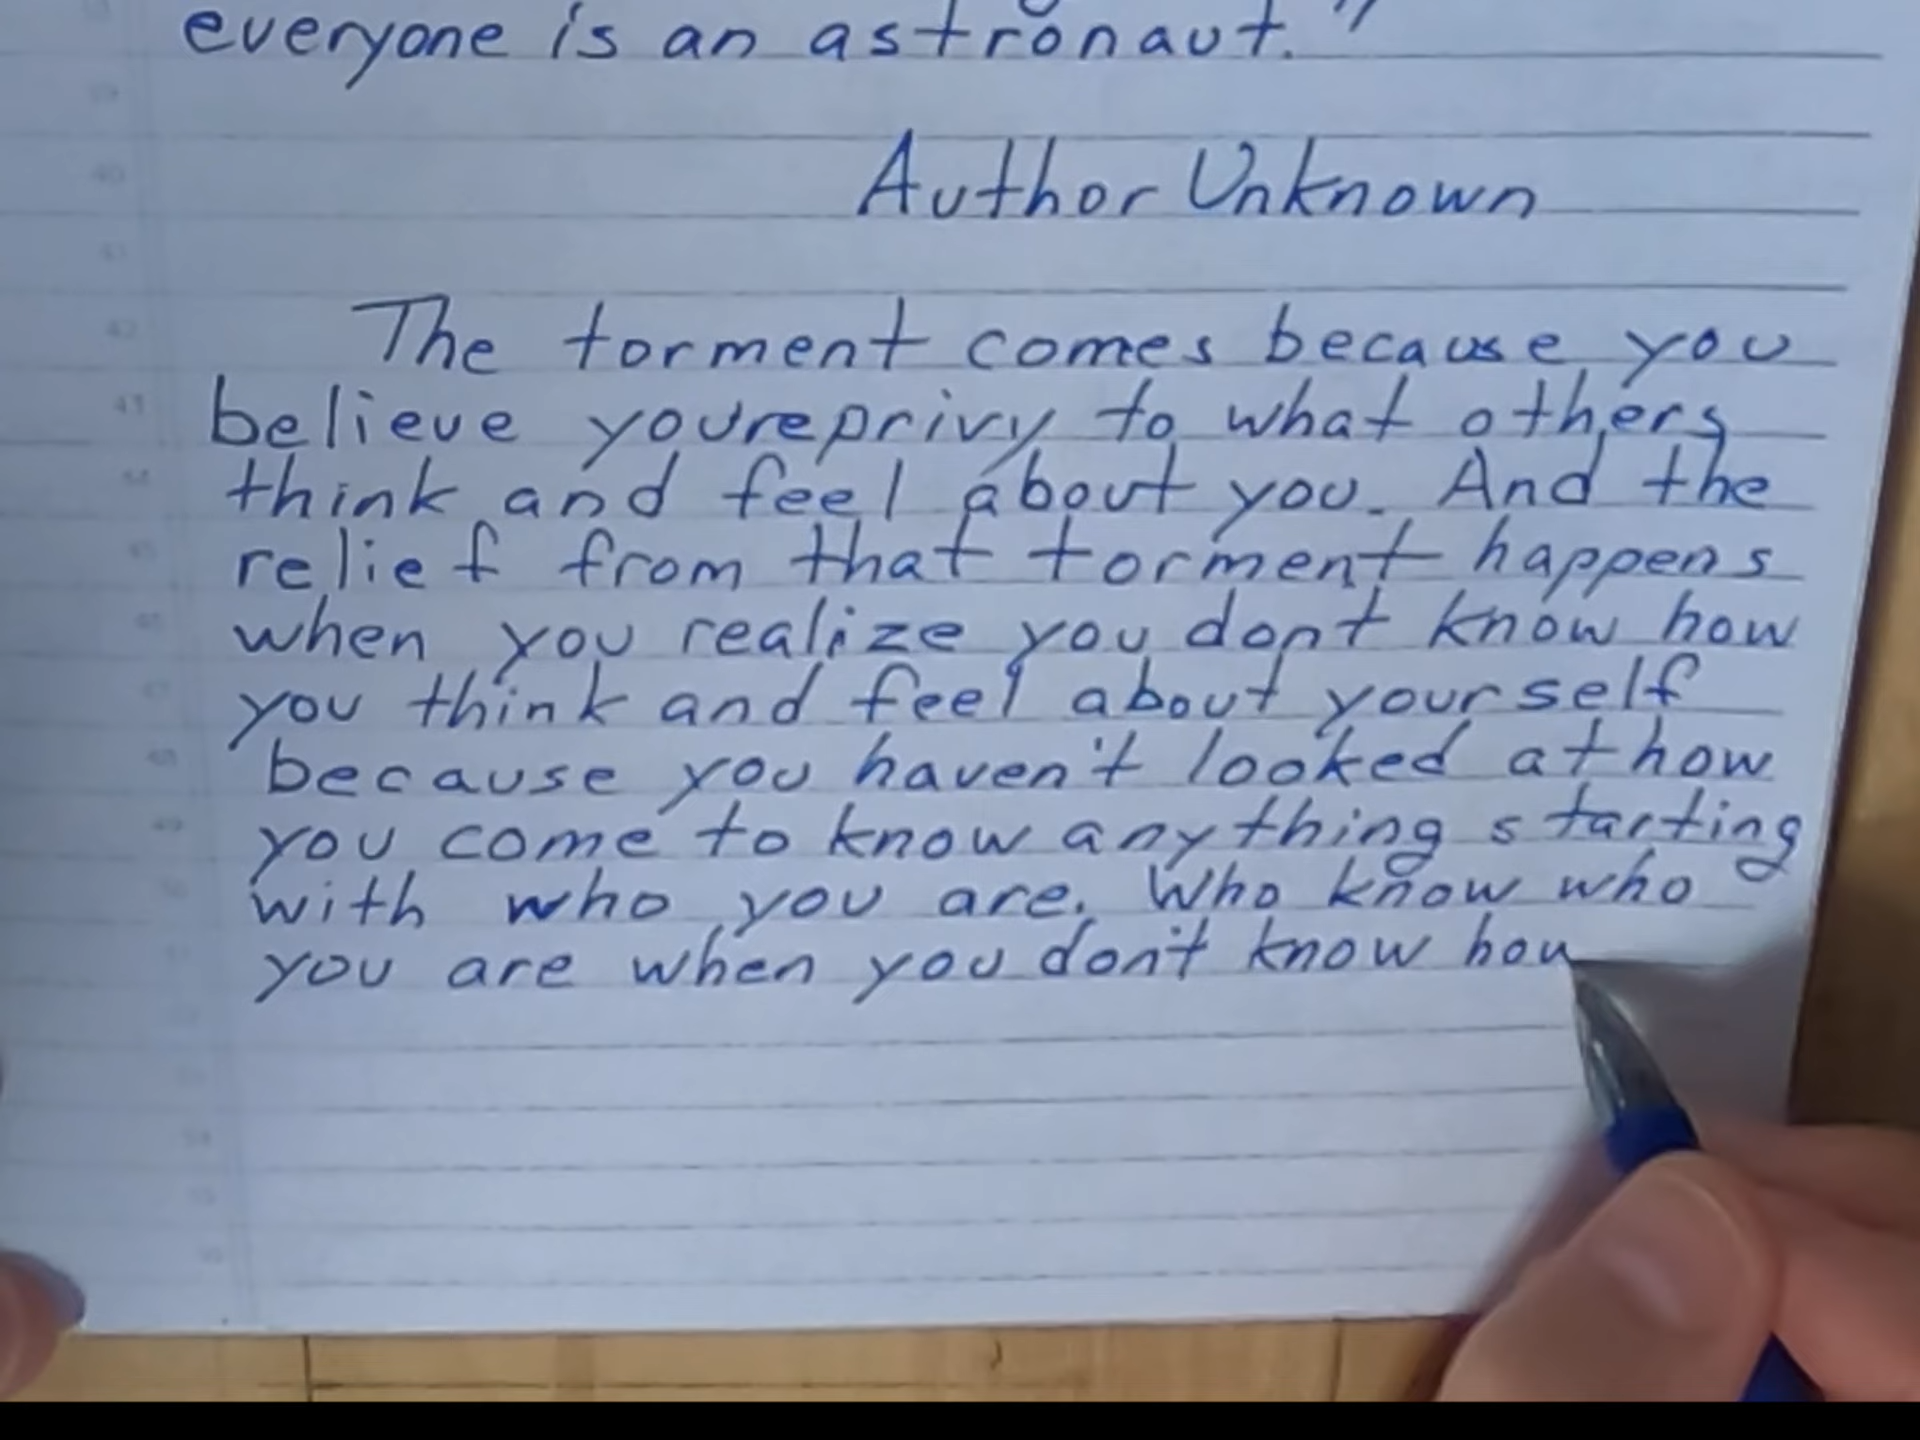 everyone is an astronaut."
Author Unknown
The torment comes because you
believe youre privy to what others
think and feel about you. And the
relief from that torment happens
when you realize you dont know how
you think and feel about yourself
because you haven't looked at how
you come to know anything starting
with who you are. Who know who
you are when you don't know how